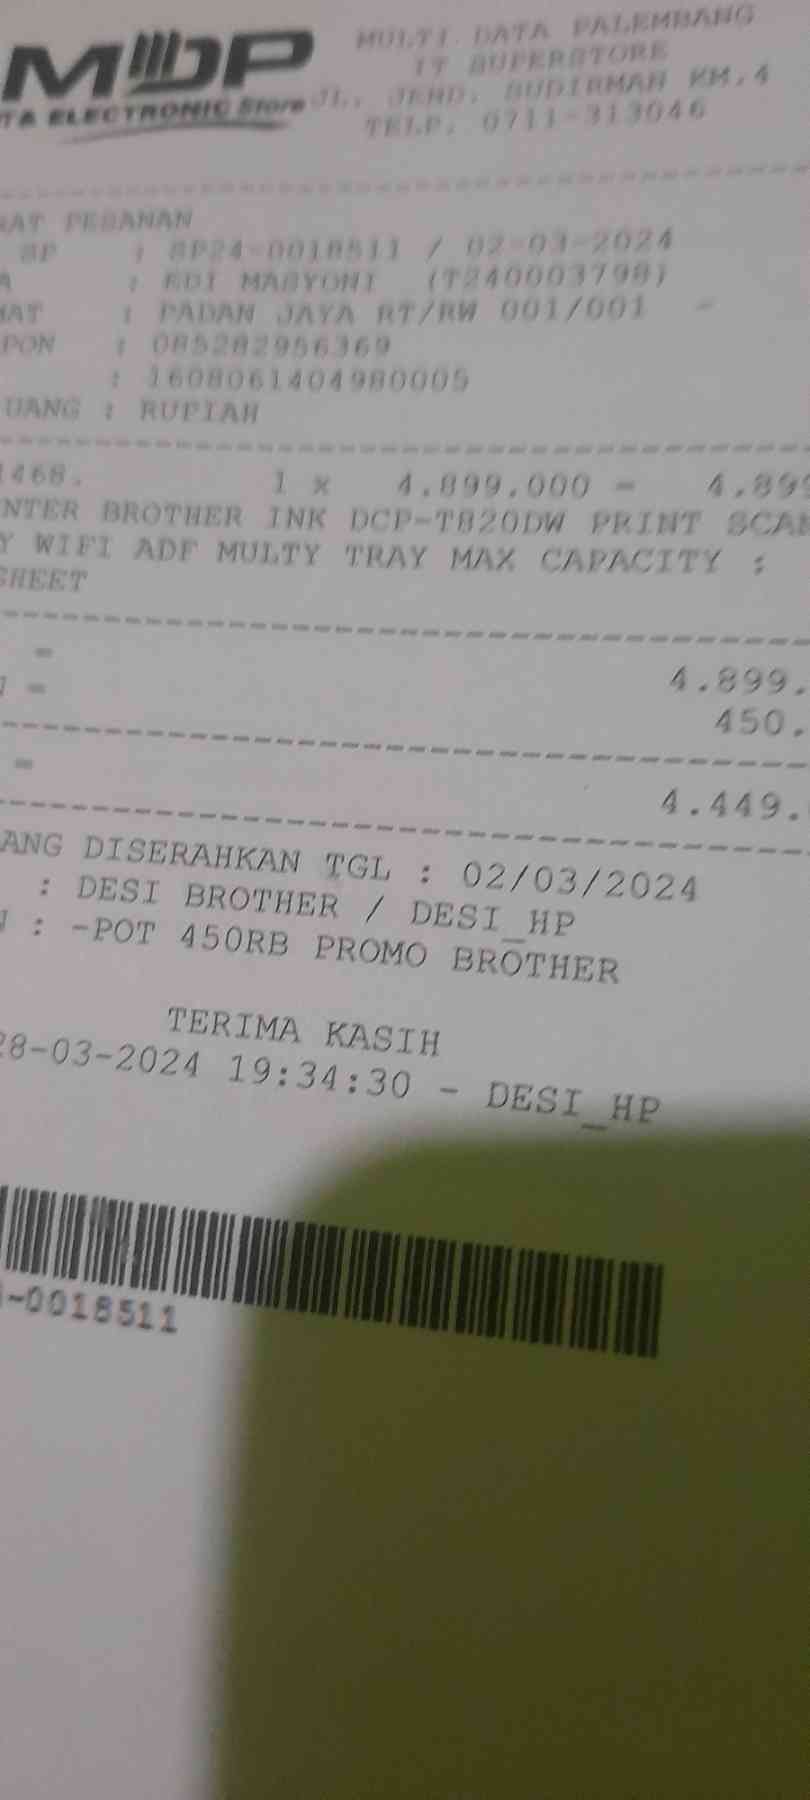 MDP
MULTI DATA PALEMBANG
IT SUPERSTORE
TA ELECTRONIC Store
JL. JEND. SUDIRMAN KM.4
TELP. 0711-313046
RAT PESANAN
SP : SP24-0018511 / 02-03-2024
A : EDI MASYONI (T240003798)
MAT : PADAN JAYA RT/RW 001/001 -
PON : 085282956369
: 1608061404980005
UANG : RUPIAH
1468. 1 x 4.899.000 = 4.899
NTER BROTHER INK DCP-T820DW PRINT SCAN
Y WIFI ADF MULTY TRAY MAX CAPACITY :
SHEET
= 4.899.
N = 450.
= 4.449.
ANG DISERAHKAN TGL : 02/03/2024
: DESI BROTHER / DESI_HP
N : -POT 450RB PROMO BROTHER
TERIMA KASIH
28-03-2024 19:34:30 - DESI_HP
-0018511